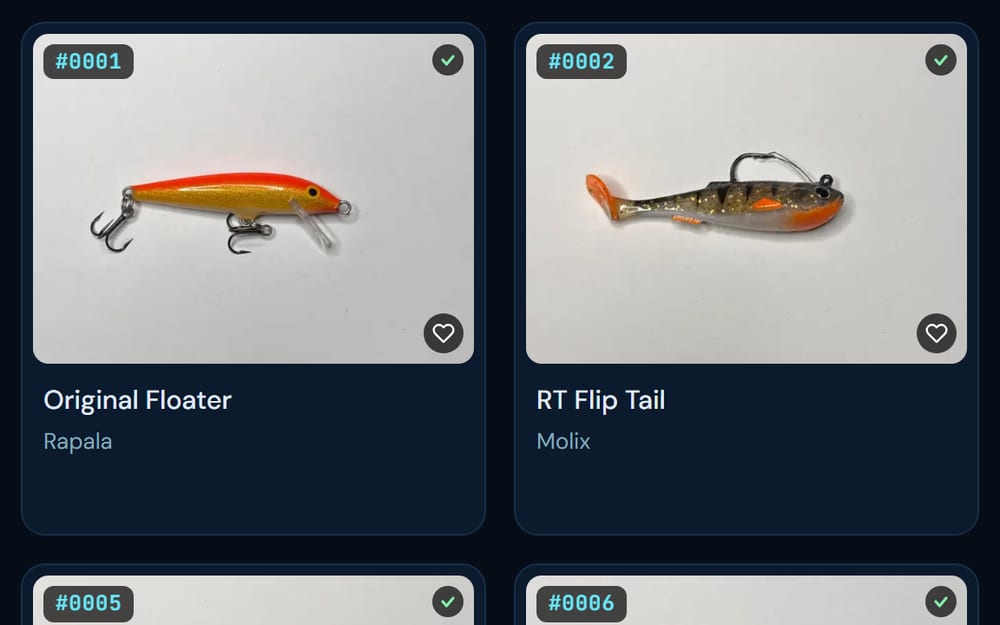 #0001
#0002
Original Floater
Rapala
RT Flip Tail
Molix
#0005
#0006